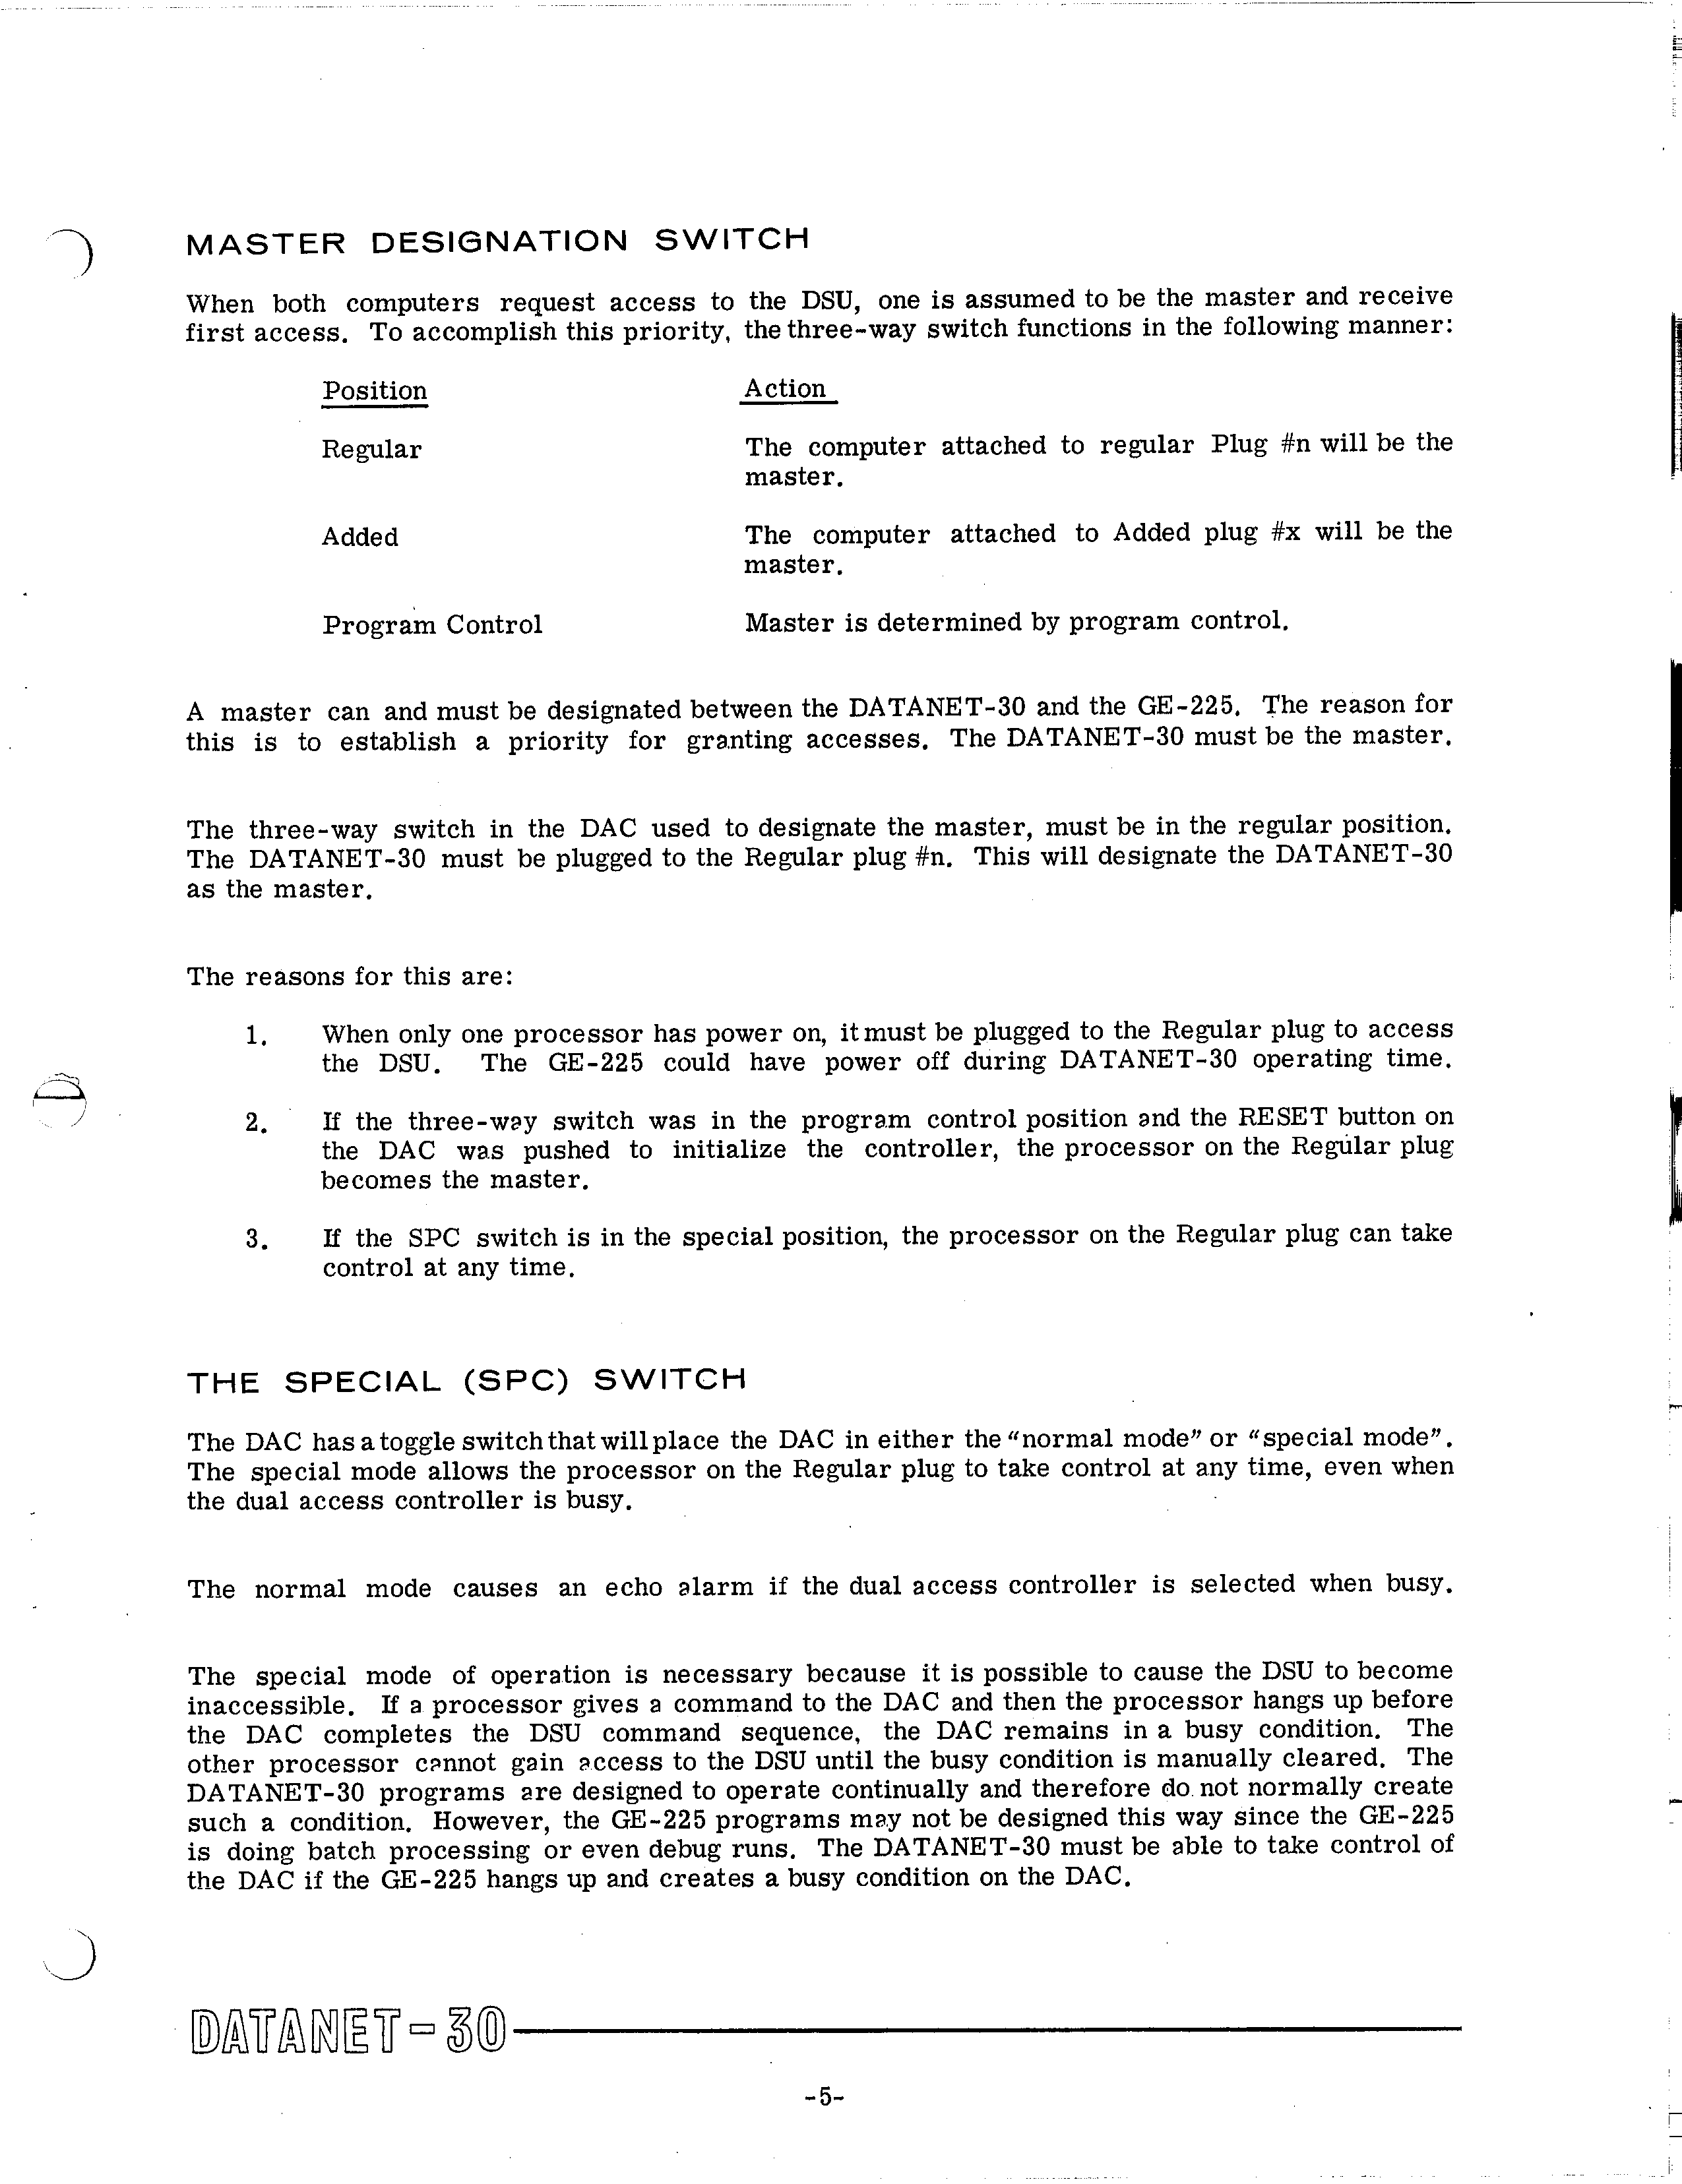 MASTER DESIGNATION SWITCH
When both computers request access to the DSU, one is assumed to be the master and receive
first access. To accomplish this priority, the three-way switch functions in the following manner:
Position Action
Regular The computer attached to regular Plug #n will be the
master.
Added The computer attached to Added plug #x will be the
master.
Program Control Master is determined by program control.
A master can and must be designated between the DATANET-30 and the GE-225. The reason for
this is to establish a priority for granting accesses. The DATANET-30 must be the master.
The three-way switch in the DAC used to designate the master, must be in the regular position.
The DATANET-30 must be plugged to the Regular plug #n. This will designate the DATANET-30
as the master.
The reasons for this are:
1. When only one processor has power on, it must be plugged to the Regular plug to access
the DSU. The GE-225 could have power off during DATANET-30 operating time.
2. If the three-way switch was in the program control position and the RESET button on
the DAC was pushed to initialize the controller, the processor on the Regular plug
becomes the master.
3. If the SPC switch is in the special position, the processor on the Regular plug can take
control at any time.
THE SPECIAL (SPC) SWITCH
The DAC has a toggle switch that will place the DAC in either the “normal mode” or “special mode”.
The special mode allows the processor on the Regular plug to take control at any time, even when
the dual access controller is busy.
The normal mode causes an echo alarm if the dual access controller is selected when busy.
The special mode of operation is necessary because it is possible to cause the DSU to become
inaccessible. If a processor gives a command to the DAC and then the processor hangs up before
the DAC completes the DSU command sequence, the DAC remains in a busy condition. The
other processor cannot gain access to the DSU until the busy condition is manually cleared. The
DATANET-30 programs are designed to operate continually and therefore do not normally create
such a condition. However, the GE-225 programs may not be designed this way since the GE-225
is doing batch processing or even debug runs. The DATANET-30 must be able to take control of
the DAC if the GE-225 hangs up and creates a busy condition on the DAC.
DATANET-30
-5-